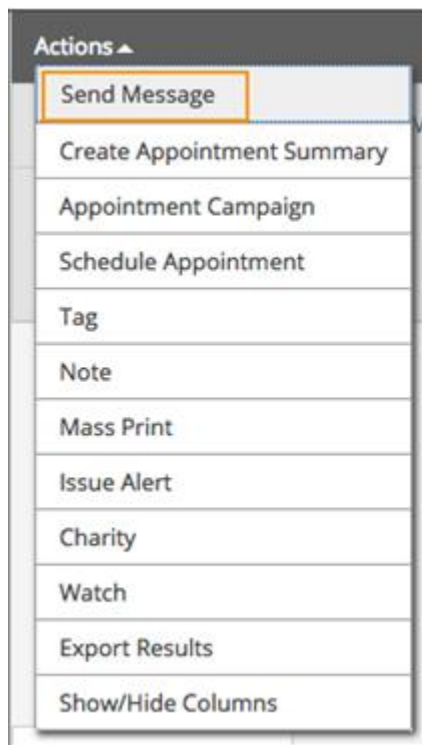 Actions
Send Message
Create Appointment Summary
Appointment Campaign
Schedule Appointment
Tag
Note
Mass Print
Issue Alert
Charity
Watch
Export Results
Show/Hide Columns